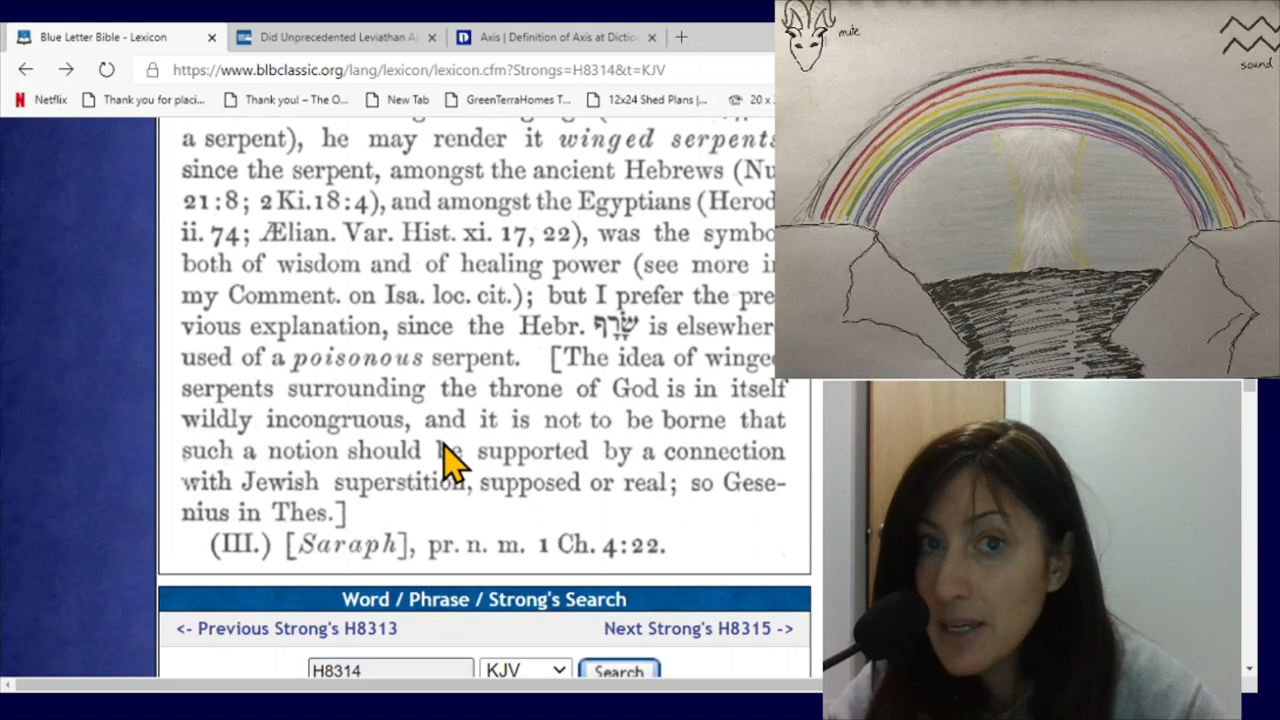 Blue Letter Bible - Lexicon
Did Unprecedented Leviathan A
Axis | Definition of Axis at Dictio
https://www.blbclassic.org/lang/lexicon/lexicon.cfm?Strongs=H8314&t=KJV
Netflix
Thank you for placi...
Thank you! – The O...
New Tab
GreenTerraHomes T...
12x24 Shed Plans |...
20 x
a serpent), he may render it winged serpents
since the serpent, amongst the ancient Hebrews (Nu
21:8; 2 Ki.18:4), and amongst the Egyptians (Herod
ii. 74; Ælian. Var. Hist. xi. 17, 22), was the symbo
both of wisdom and of healing power (see more i
my Comment. on Isa. loc. cit.); but I prefer the pre
vious explanation, since the Hebr. שָׂרָף is elsewher
used of a poisonous serpent. [The idea of winge
serpents surrounding the throne of God is in itself
wildly incongruous, and it is not to be borne that
such a notion should be supported by a connection
with Jewish superstition, supposed or real; so Gese-
nius in Thes.]
(III.) [Saraph], pr. n. m. 1 Ch. 4:22.
Word / Phrase / Strong's Search
<- Previous Strong's H8313
Next Strong's H8315 ->
H8314
KJV
Search
mute
sound